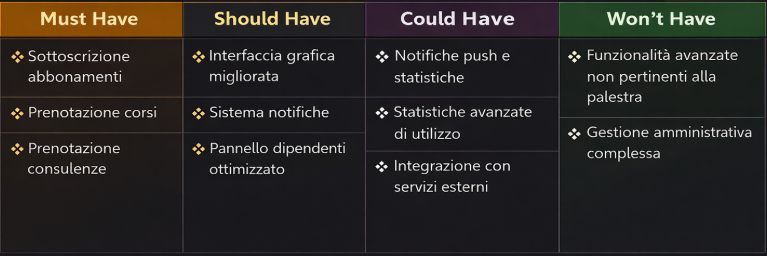 Must Have
Should Have
Could Have
Won't Have
❖ Sottoscrizione
abbonamenti
❖ Prenotazione corsi
❖ Prenotazione
consulenze
❖ Interfaccia grafica
migliorata
❖ Sistema notifiche
❖ Pannello dipendenti
ottimizzato
❖ Notifiche push e
statistiche
❖ Statistiche avanzate
di utilizzo
❖ Integrazione con
servizi esterni
❖ Funzionalità avanzate
non pertinenti alla
palestra
❖ Gestione amministrativa
complessa